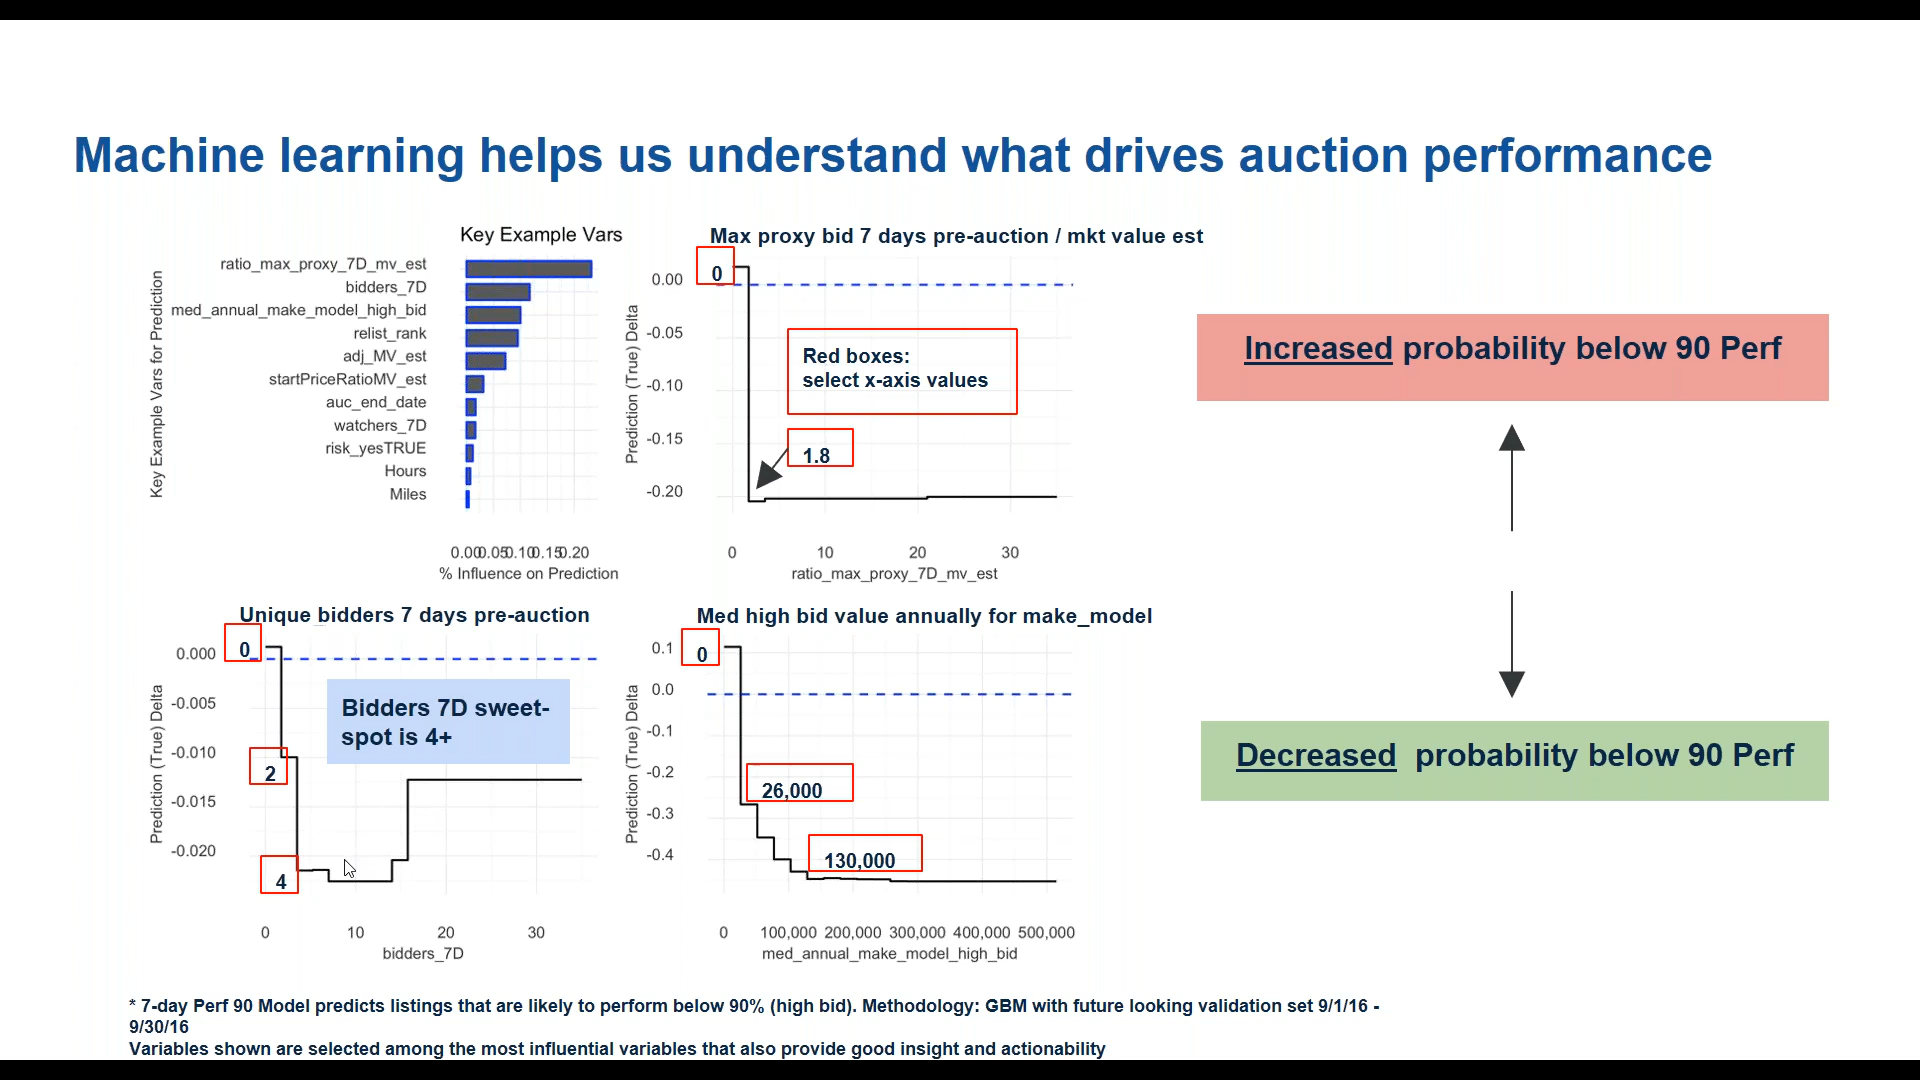 Machine learning helps us understand what drives auction performance
Key Example Vars
Key Example Vars for Prediction
ratio_max_proxy_7D_mv_est
bidders_7D
med_annual_make_model_high_bid
relist_rank
adj_MV_est
startPriceRatioMV_est
auc_end_date
watchers_7D
risk_yesTRUE
Hours
Miles
0.00 0.05 0.10 0.15 0.20
% Influence on Prediction
Max proxy bid 7 days pre-auction / mkt value est
0
Prediction (True) Delta
0.00
-0.05
-0.10
-0.15
-0.20
Red boxes:
select x-axis values
1.8
0 10 20 30
ratio_max_proxy_7D_mv_est
Increased probability below 90 Perf
Decreased probability below 90 Perf
Unique bidders 7 days pre-auction
0
Prediction (True) Delta
0.000
-0.005
-0.010
-0.015
-0.020
Bidders 7D sweet-
spot is 4+
2
4
0 10 20 30
bidders_7D
Med high bid value annually for make_model
0
Prediction (True) Delta
0.1
0.0
-0.1
-0.2
-0.3
-0.4
26,000
130,000
0 100,000 200,000 300,000 400,000 500,000
med_annual_make_model_high_bid
* 7-day Perf 90 Model predicts listings that are likely to perform below 90% (high bid). Methodology: GBM with future looking validation set 9/1/16 -
9/30/16
Variables shown are selected among the most influential variables that also provide good insight and actionability